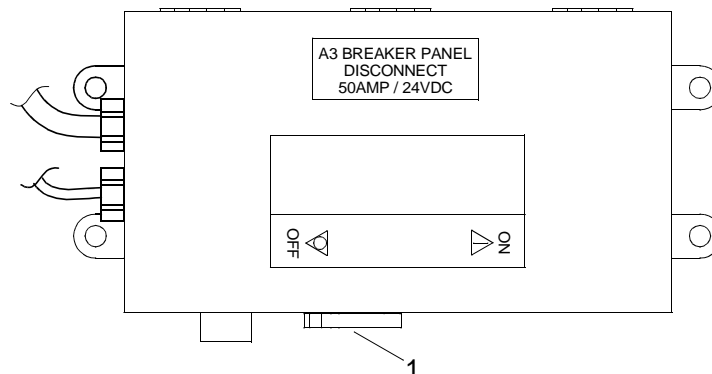 A3 BREAKER PANEL
DISCONNECT
50AMP / 24VDC
OFF
ON
1